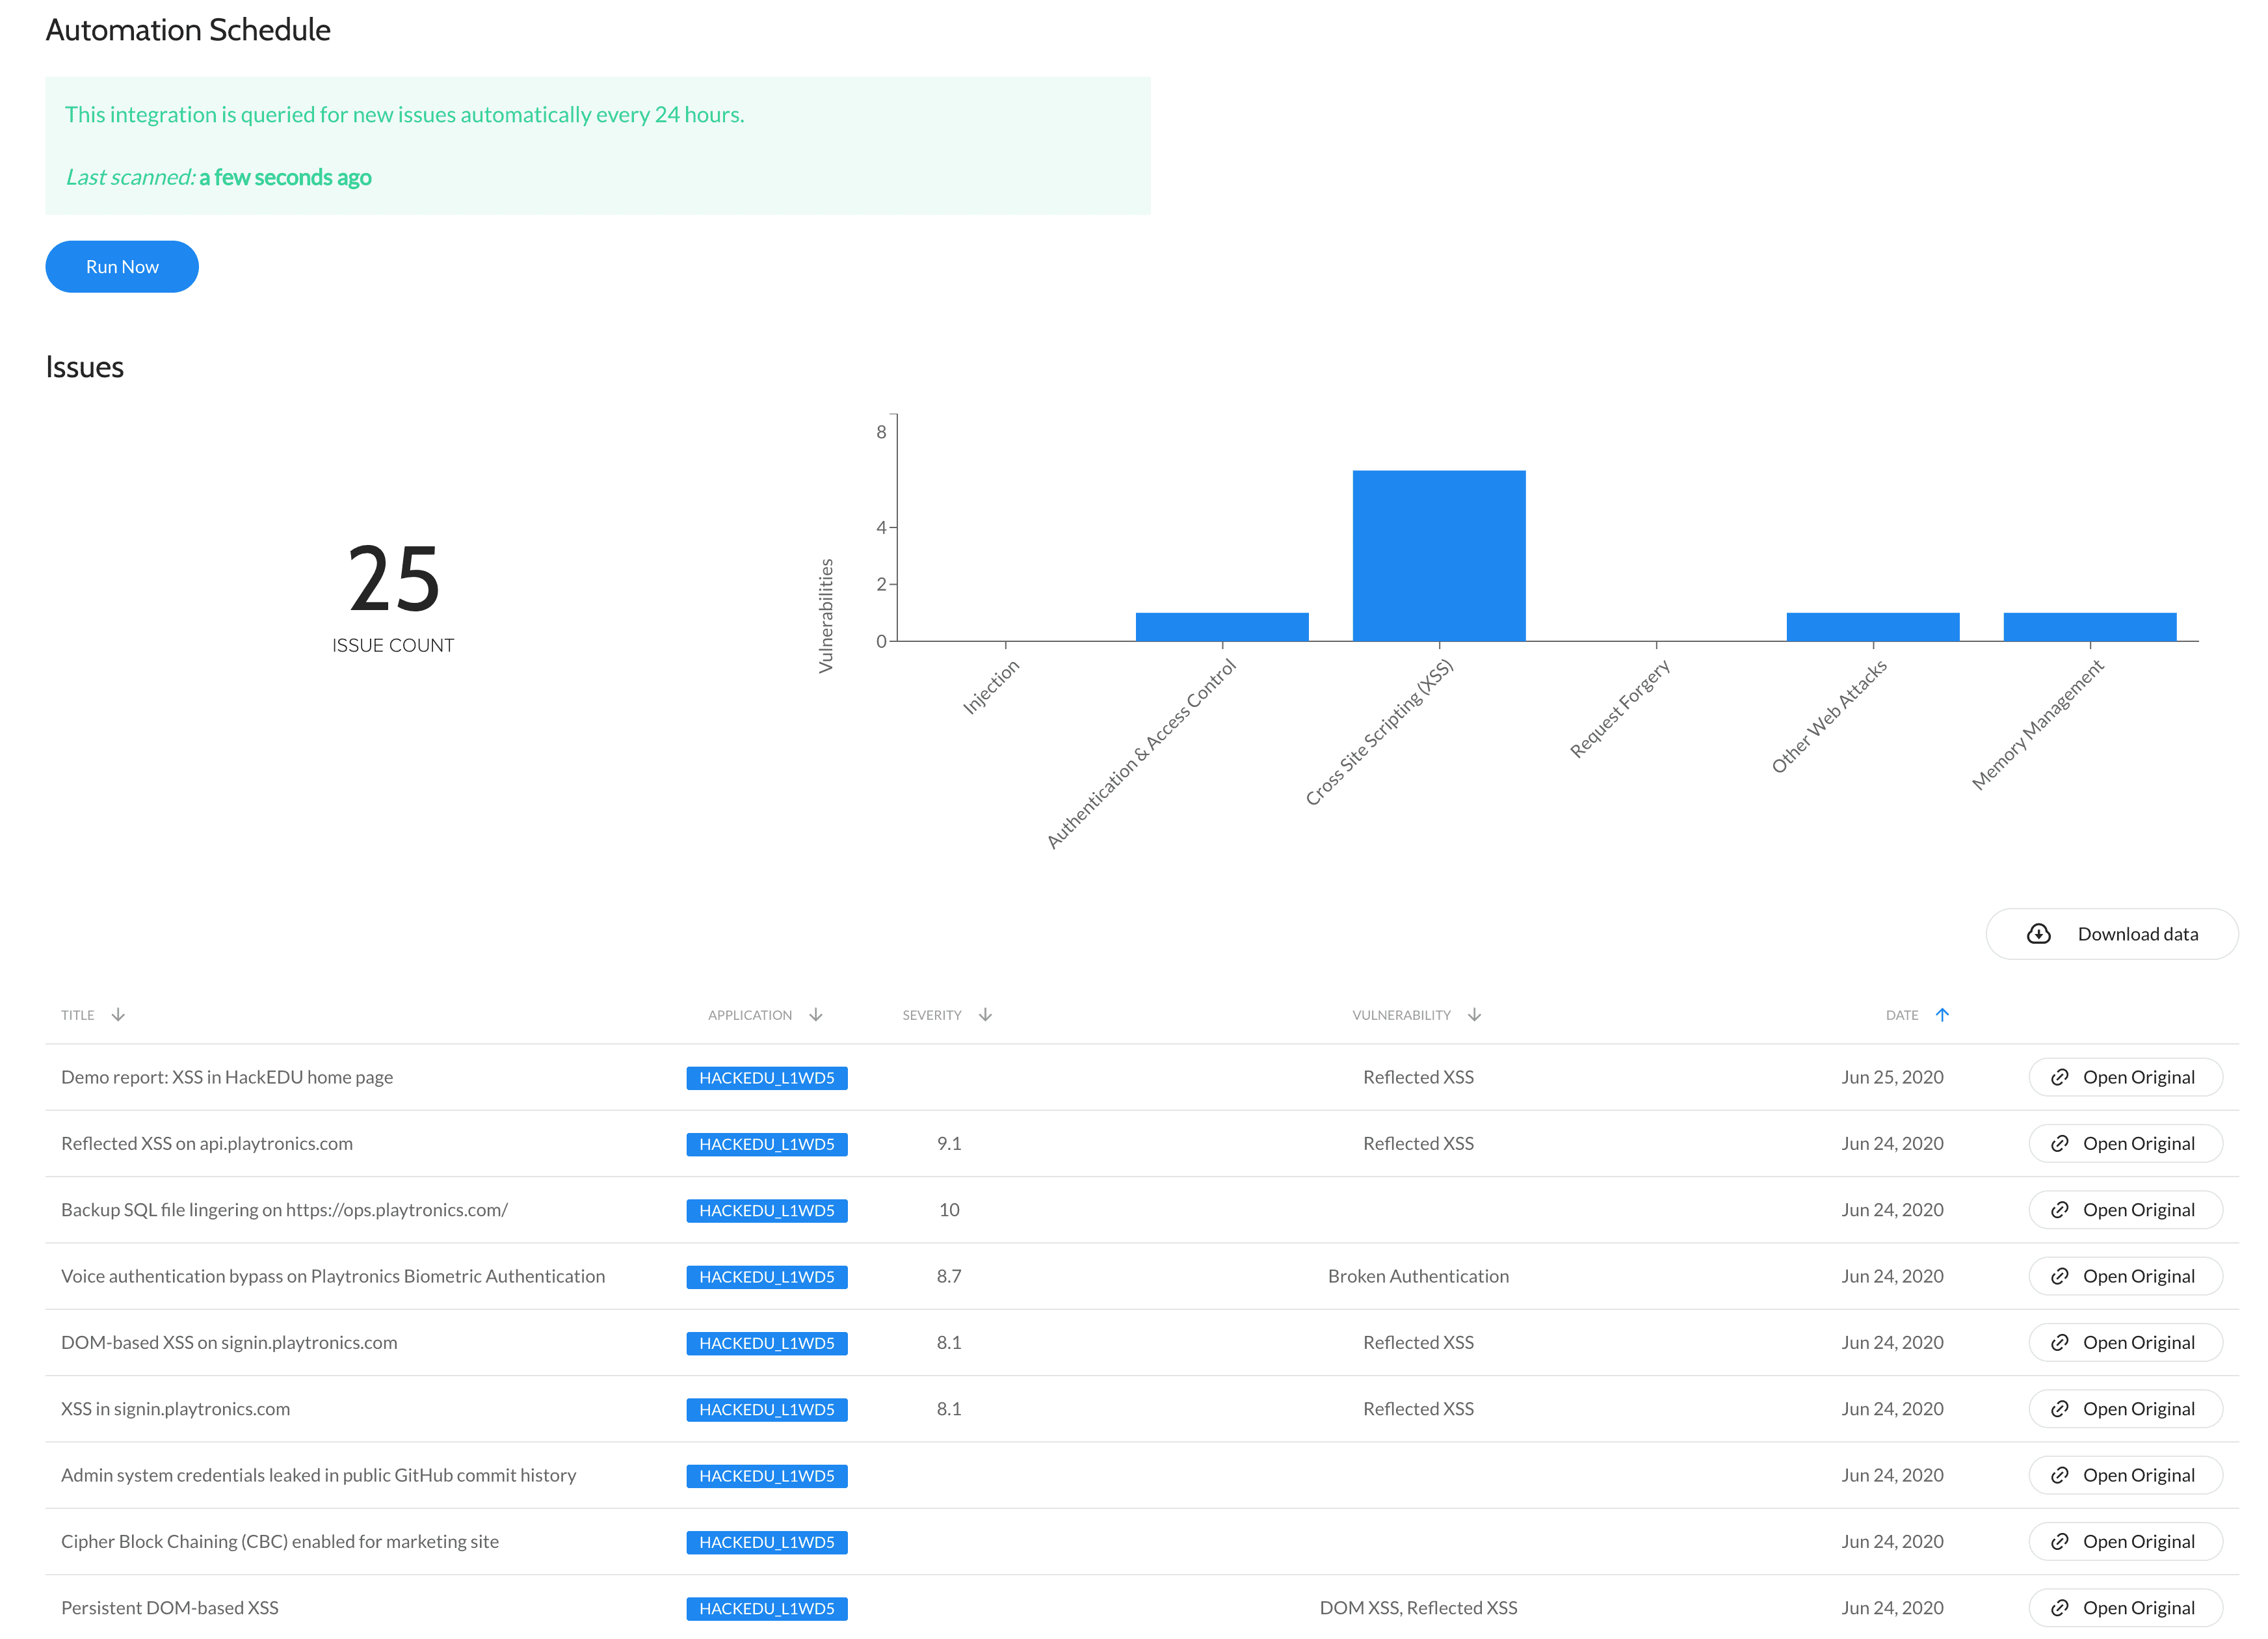 Automation Schedule
This integration is queried for new issues automatically every 24 hours.
Last scanned: a few seconds ago
Run Now
Issues
25
ISSUE COUNT
Vulnerabilities
8
4
2
0
Injection
Authentication & Access Control
Cross Site Scripting (XSS)
Request Forgery
Other Web Attacks
Memory Management
Download data
TITLE APPLICATION SEVERITY VULNERABILITY DATE
Demo report: XSS in HackEDU home page HACKEDU_L1WD5 Reflected XSS Jun 25, 2020 Open Original
Reflected XSS on api.playtronics.com HACKEDU_L1WD5 9.1 Reflected XSS Jun 24, 2020 Open Original
Backup SQL file lingering on https://ops.playtronics.com/ HACKEDU_L1WD5 10 Jun 24, 2020 Open Original
Voice authentication bypass on Playtronics Biometric Authentication HACKEDU_L1WD5 8.7 Broken Authentication Jun 24, 2020 Open Original
DOM-based XSS on signin.playtronics.com HACKEDU_L1WD5 8.1 Reflected XSS Jun 24, 2020 Open Original
XSS in signin.playtronics.com HACKEDU_L1WD5 8.1 Reflected XSS Jun 24, 2020 Open Original
Admin system credentials leaked in public GitHub commit history HACKEDU_L1WD5 Jun 24, 2020 Open Original
Cipher Block Chaining (CBC) enabled for marketing site HACKEDU_L1WD5 Jun 24, 2020 Open Original
Persistent DOM-based XSS HACKEDU_L1WD5 DOM XSS, Reflected XSS Jun 24, 2020 Open Original